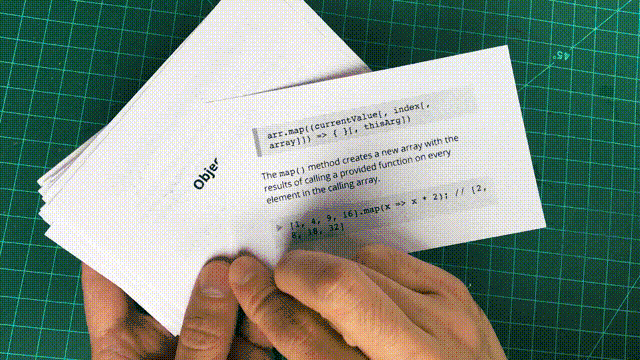 45°
Objec
arr.map((currentValue[, index[,
array]]) => { }[, thisArg])
The map() method creates a new array with the
results of calling a provided function on every
element in the calling array.
[1, 4, 9, 16].map(x => x * 2); // [2,
8, 18, 32]